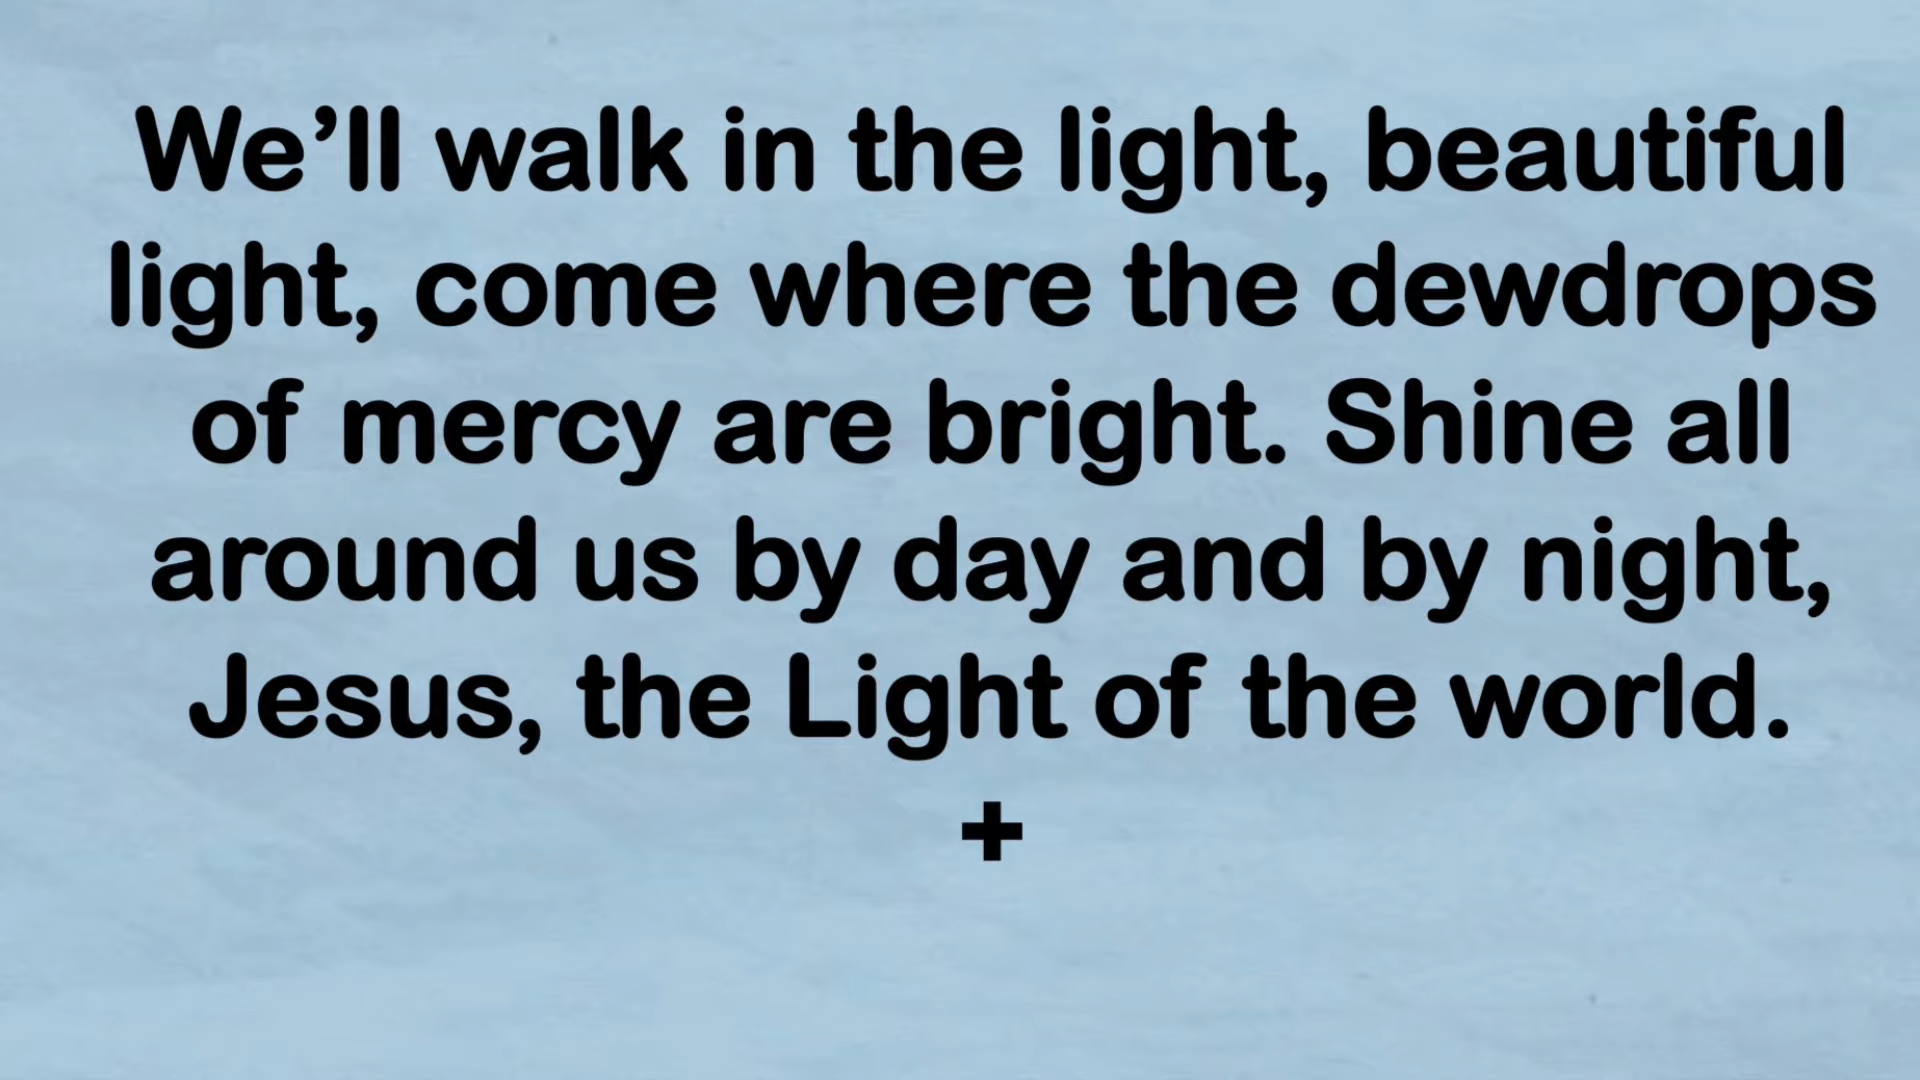 We’ll walk in the light, beautiful
light, come where the dewdrops
of mercy are bright. Shine all
around us by day and by night,
Jesus, the Light of the world.
+